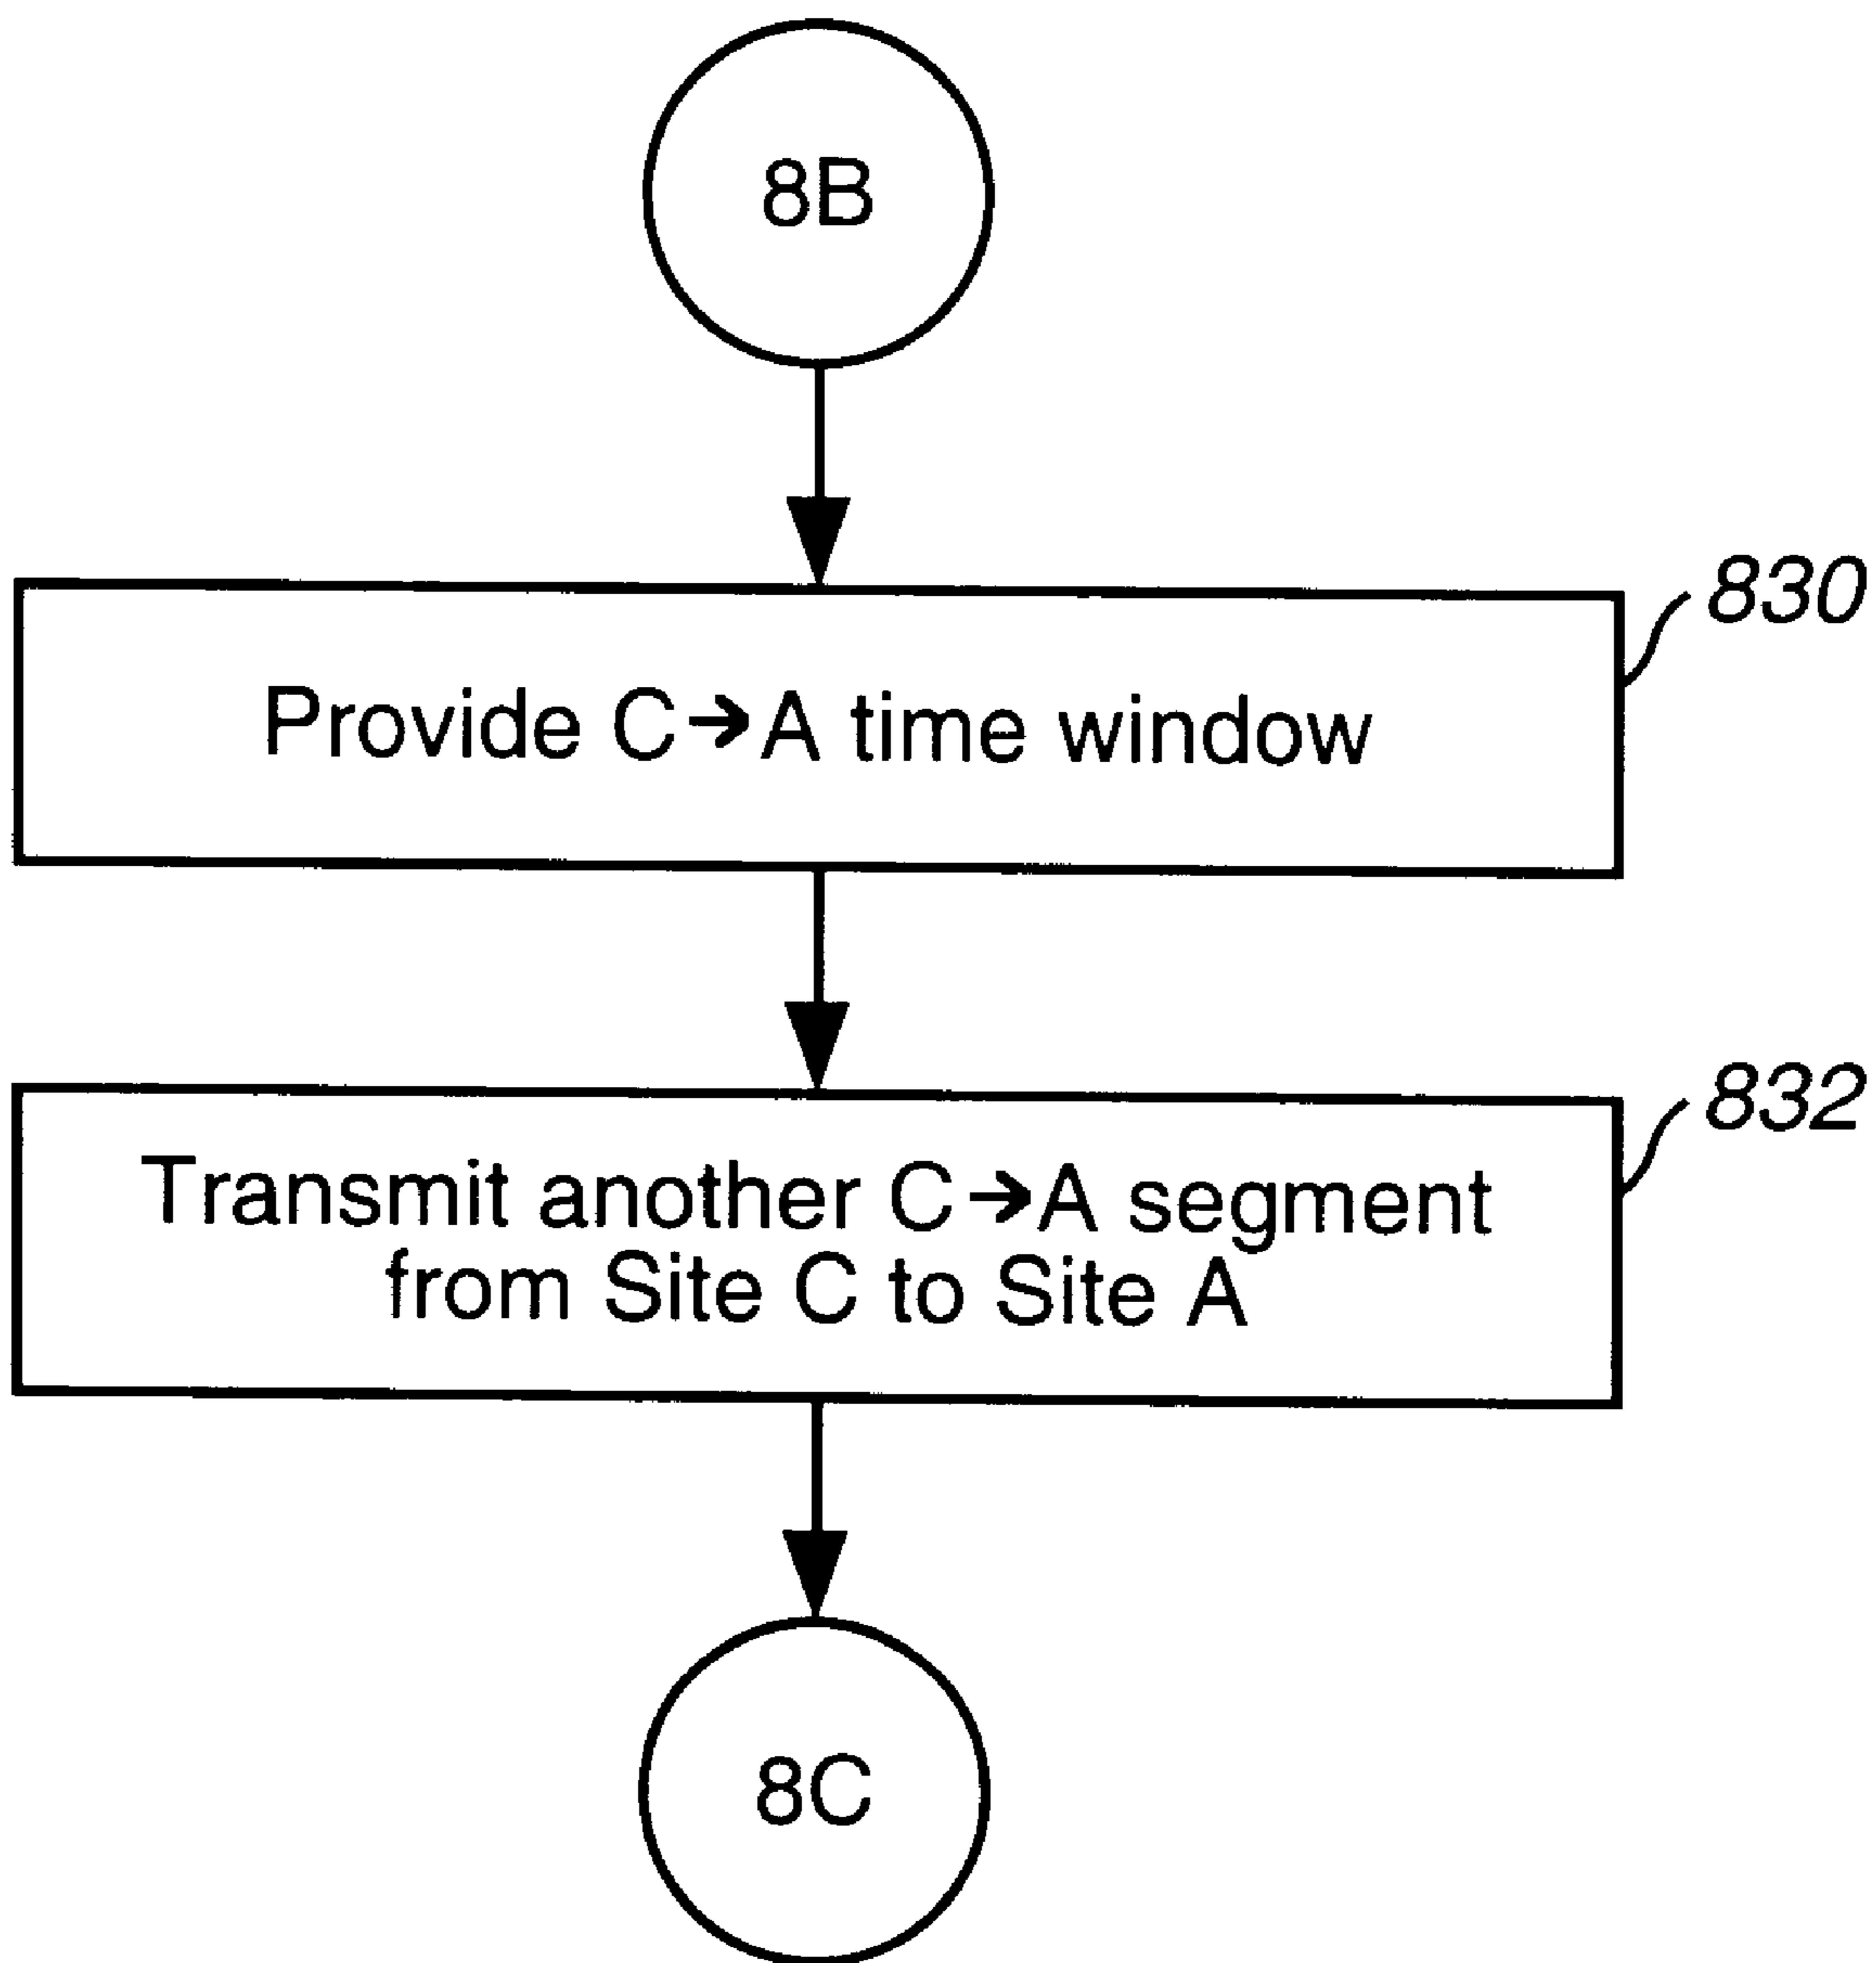 8B
830
Provide C→A time window
832
Transmit another C→A segment
from Site C to Site A
8C